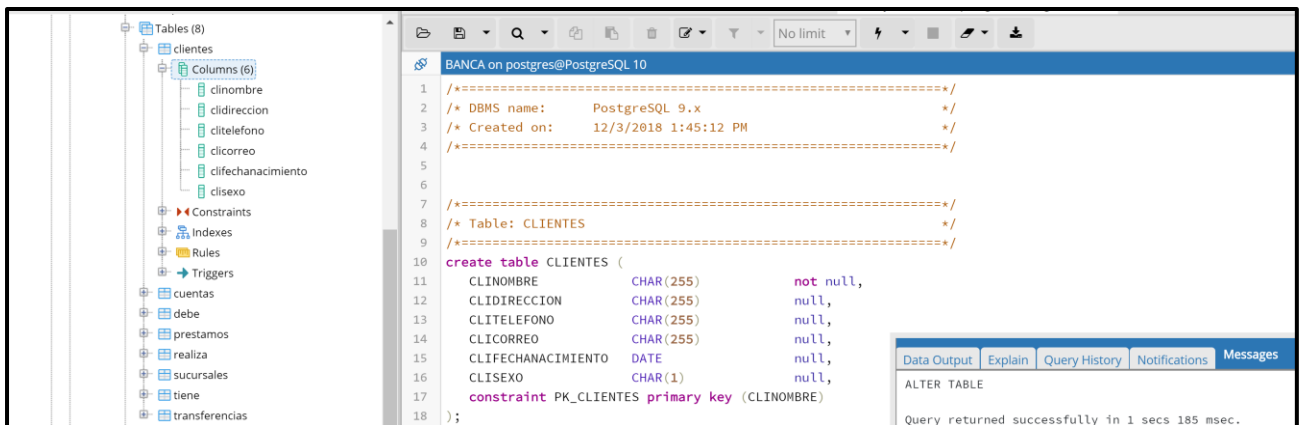 Tables (8)
clientes
Columns (6)
clinombre
clidireccion
clitelefono
clicorreo
clifechanacimiento
clisexo
Constraints
Indexes
Rules
Triggers
cuentas
debe
prestamos
realiza
sucursales
tiene
transferencias
No limit
BANCA on postgres@PostgreSQL 10
1 /*==============================================================*/
2 /* DBMS name:      PostgreSQL 9.x                               */
3 /* Created on:     12/3/2018 1:45:12 PM                         */
4 /*==============================================================*/
5
6
7 /*==============================================================*/
8 /* Table: CLIENTES                                              */
9 /*==============================================================*/
10 create table CLIENTES (
11    CLINOMBRE            CHAR(255)            not null,
12    CLIDIRECCION         CHAR(255)            null,
13    CLITELEFONO          CHAR(255)            null,
14    CLICORREO            CHAR(255)            null,
15    CLIFECHANACIMIENTO   DATE                 null,
16    CLISEXO              CHAR(1)              null,
17    constraint PK_CLIENTES primary key (CLINOMBRE)
18 );
Data Output Explain Query History Notifications Messages
ALTER TABLE
Query returned successfully in 1 secs 185 msec.